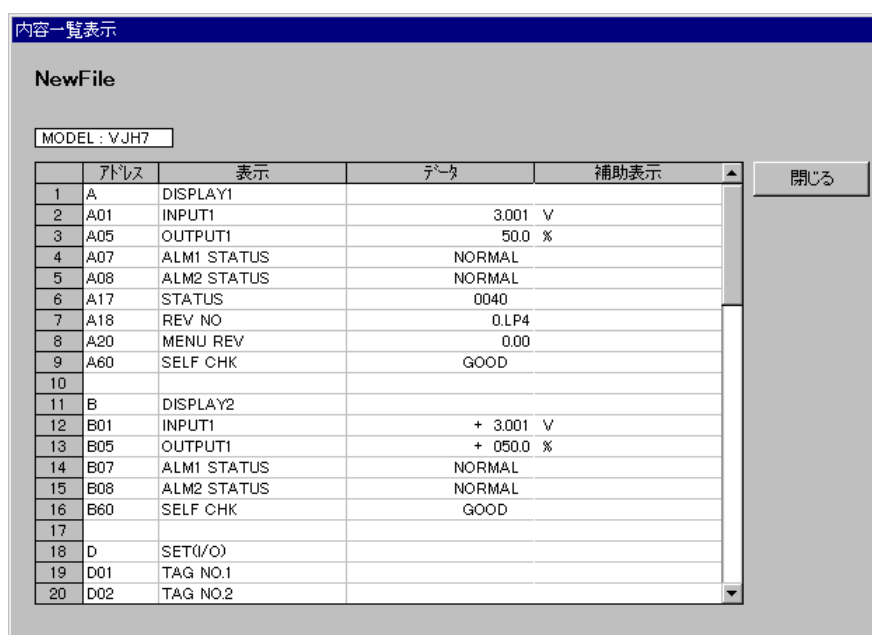 内容一覧表示
NewFile
MODEL : VJH7
アドレス 表示 データ 補助表示
閉じる
1 A DISPLAY1
2 A01 INPUT1 3.001 V
3 A05 OUTPUT1 50.0 %
4 A07 ALM1 STATUS NORMAL
5 A08 ALM2 STATUS NORMAL
6 A17 STATUS 0040
7 A18 REV NO 0.LP4
8 A20 MENU REV 0.00
9 A60 SELF CHK GOOD
10
11 B DISPLAY2
12 B01 INPUT1 + 3.001 V
13 B05 OUTPUT1 + 050.0 %
14 B07 ALM1 STATUS NORMAL
15 B08 ALM2 STATUS NORMAL
16 B60 SELF CHK GOOD
17
18 D SET(I/O)
19 D01 TAG NO.1
20 D02 TAG NO.2